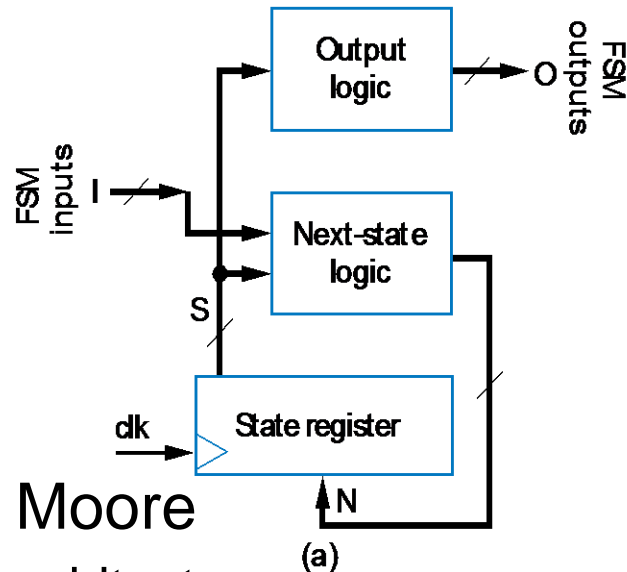 Output
logic
O
FSM
outputs
FSM
inputs
I
Next-state
logic
S
State register
clk
N
Moore
(a)